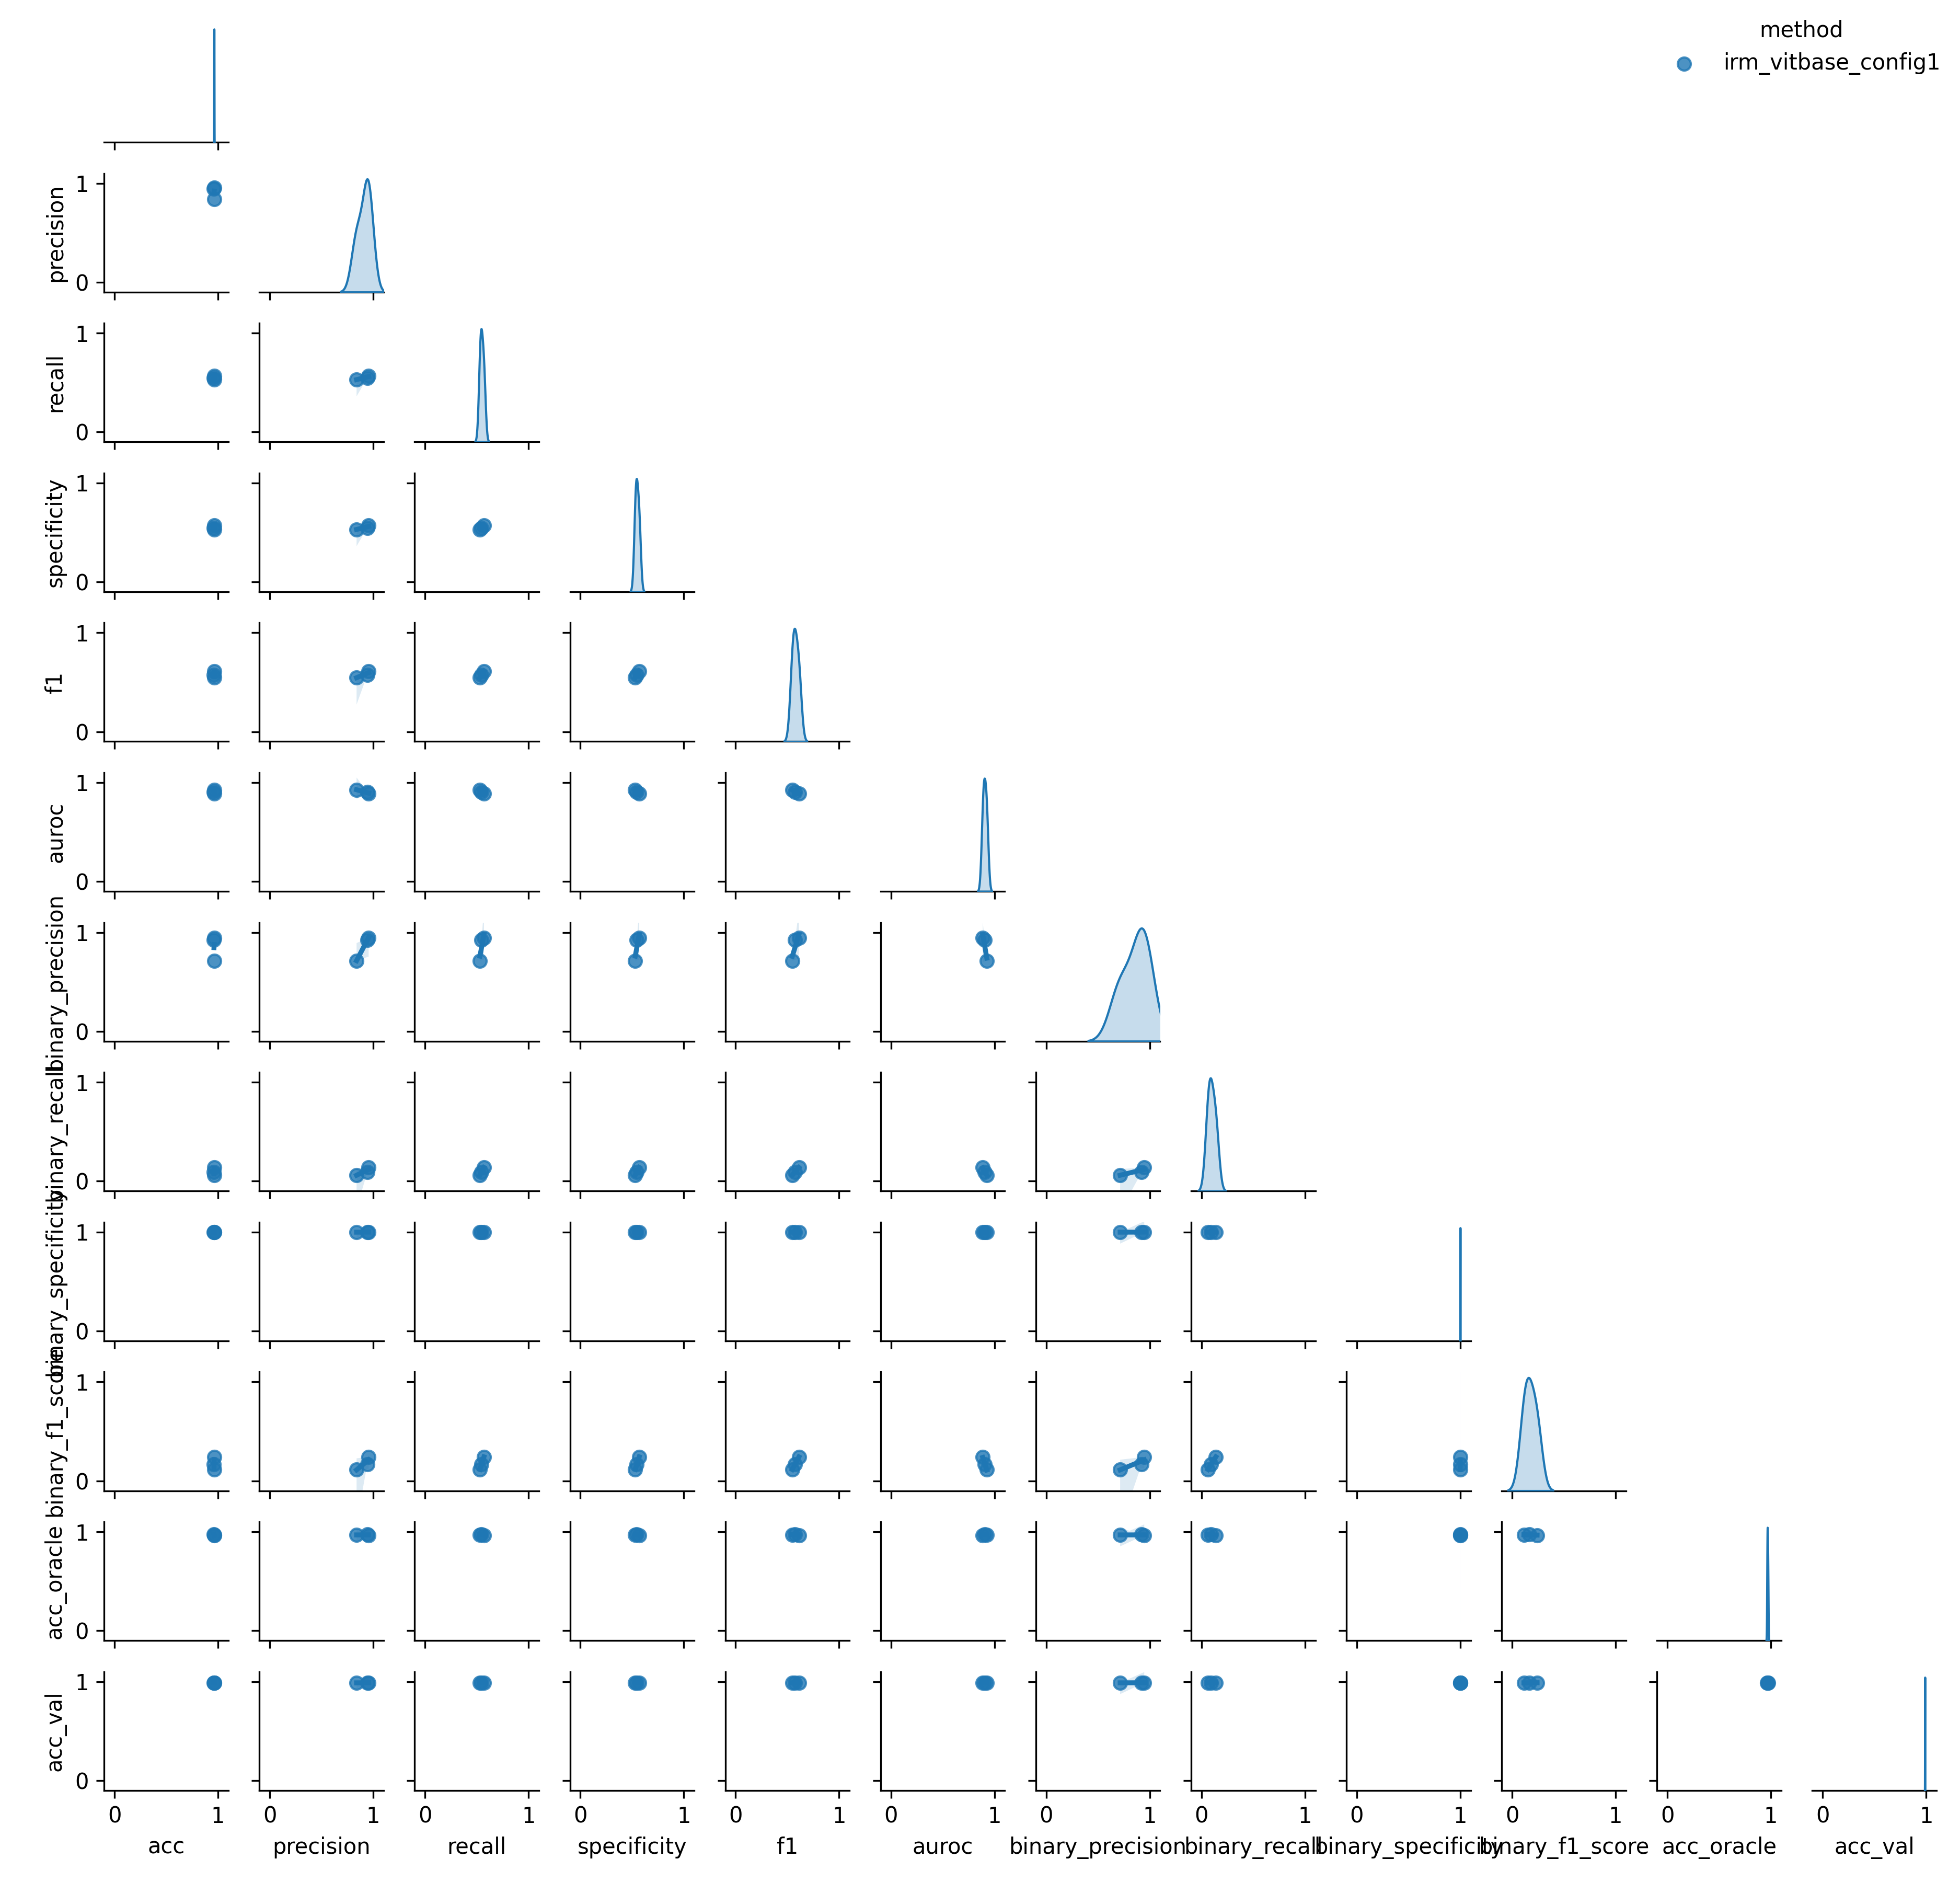 method
irm_vitbase_config1
1
0
precision
1
0
recall
1
0
specificity
1
0
f1
1
0
auroc
1
0
binary_precision
1
0
binary_recall
1
0
binary_specificity
1
0
binary_f1_score
1
0
acc_oracle
1
0
acc_val
0 1 0 1 0 1 0 1 0 1 0 1 0 1 0 1 0 1 0 1 0 1 0 1
acc precision recall specificity f1 auroc binary_precision binary_recall binary_specificity binary_f1_score acc_oracle acc_val